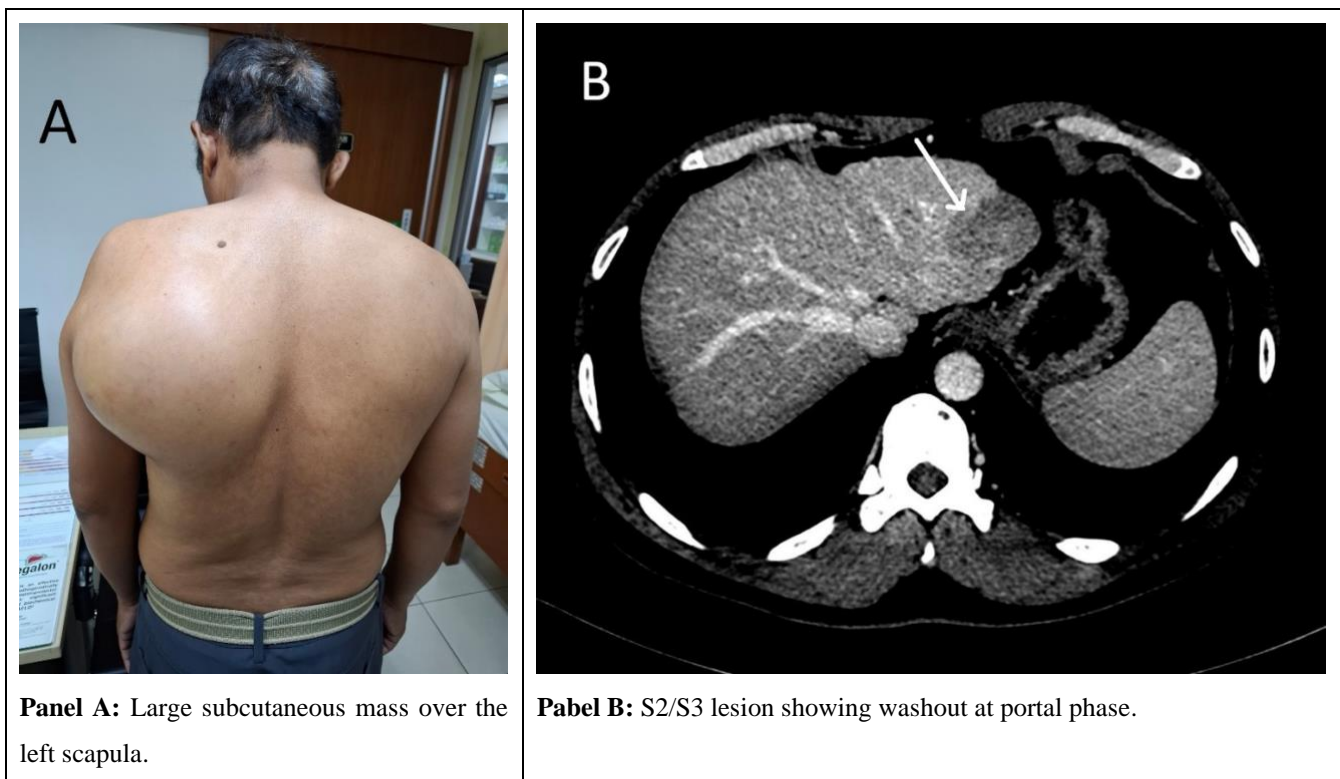 A
B
galon
Panel A: Large subcutaneous mass over the
left scapula.
Pabel B: S2/S3 lesion showing washout at portal phase.